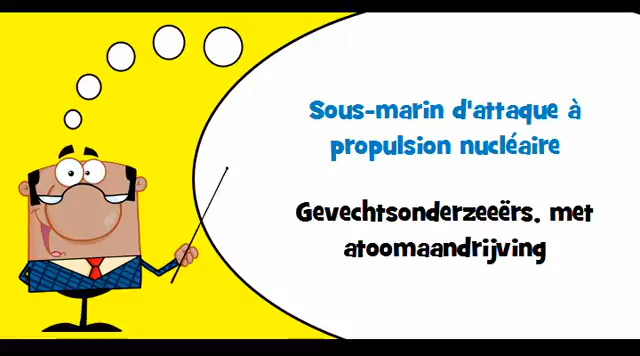 Sous-marin d'attaque à
propulsion nucléaire
Gevechtsonderzeeërs, met
atoomaandrijving